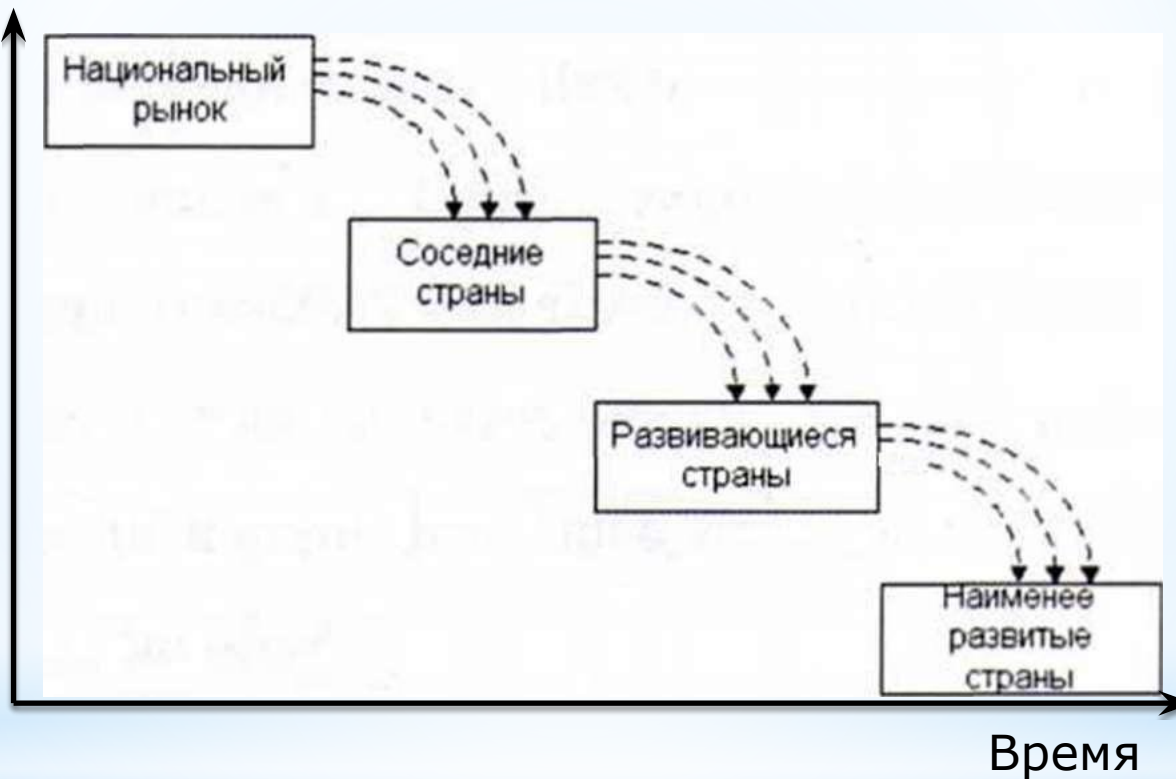 Национальный
рынок
Соседние
страны
Развивающиеся
страны
Наименее
развитые
страны
Время